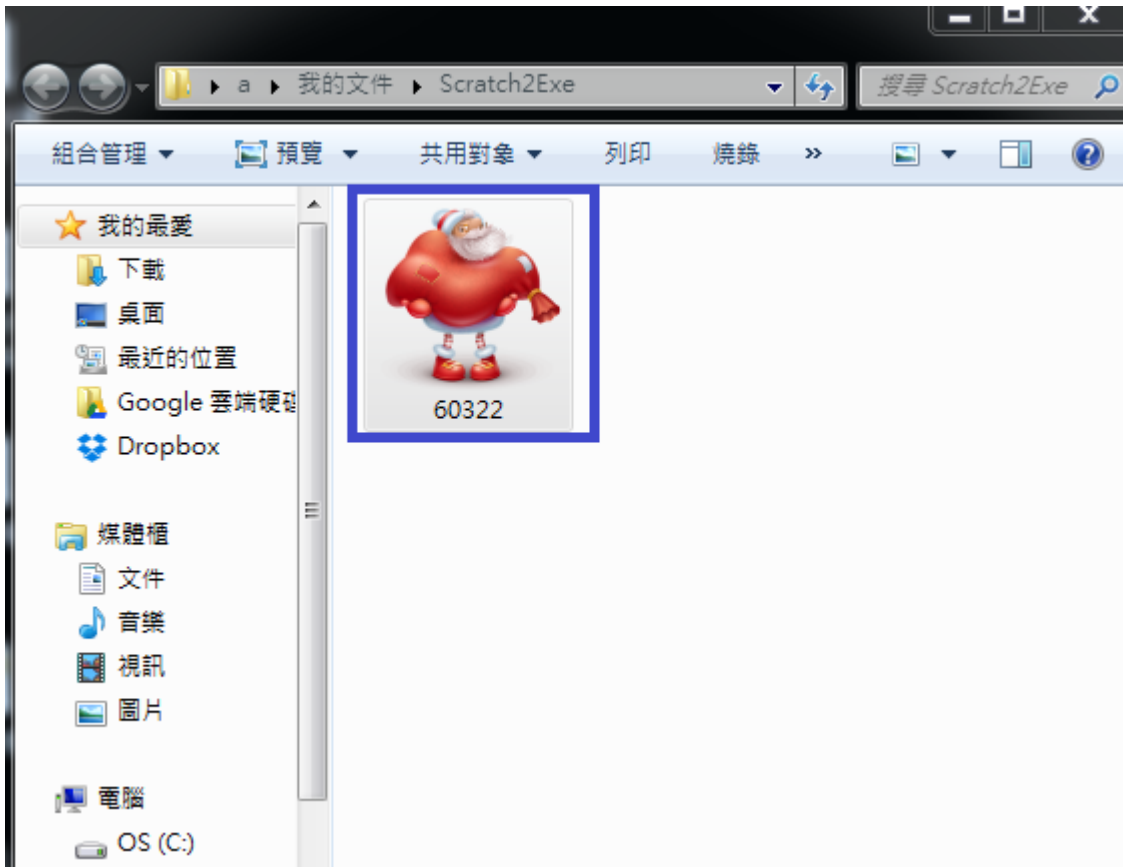 a 我的文件 Scratch2Exe
搜尋 Scratch2Exe
組合管理 預覽 共用對象 列印 燒錄 »
我的最愛
下載
桌面
最近的位置
Google 雲端硬碟
Dropbox
媒體櫃
文件
音樂
視訊
圖片
電腦
OS (C:)
60322